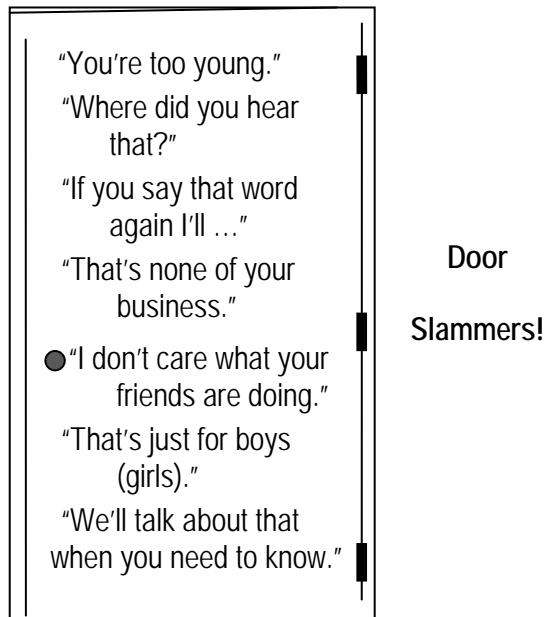 "You're too young."
"Where did you hear
that?"
"If you say that word
again I'll …"
"That's none of your
business."
"I don't care what your
friends are doing."
"That's just for boys
(girls)."
"We'll talk about that
when you need to know."
Door
Slammers!